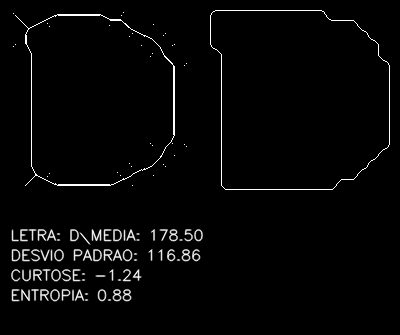 LETRA: D\MEDIA: 178.50
DESVIO PADRAO: 116.86
CURTOSE: -1.24
ENTROPIA: 0.88